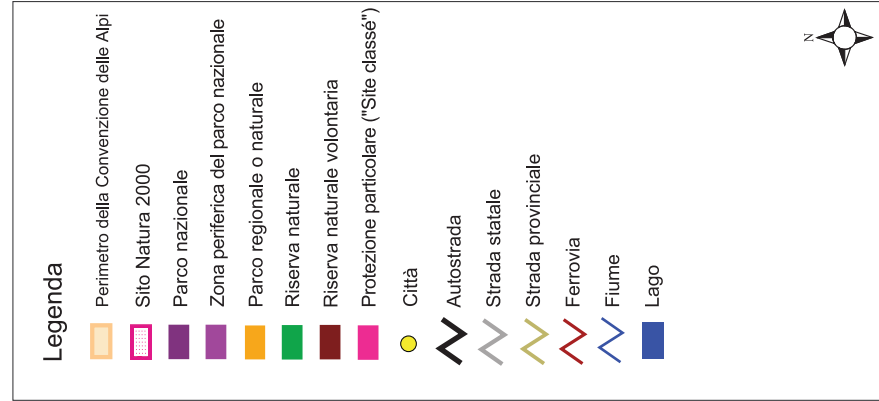 Legenda
Perimetro della Convenzione delle Alpi
Sito Natura 2000
Parco nazionale
Zona periferica del parco nazionale
Parco regionale o naturale
Riserva naturale
Riserva naturale volontaria
Protezione particolare ("Site classé")
Città
Autostrada
Strada statale
Strada provinciale
Ferrovia
Fiume
Lago
N